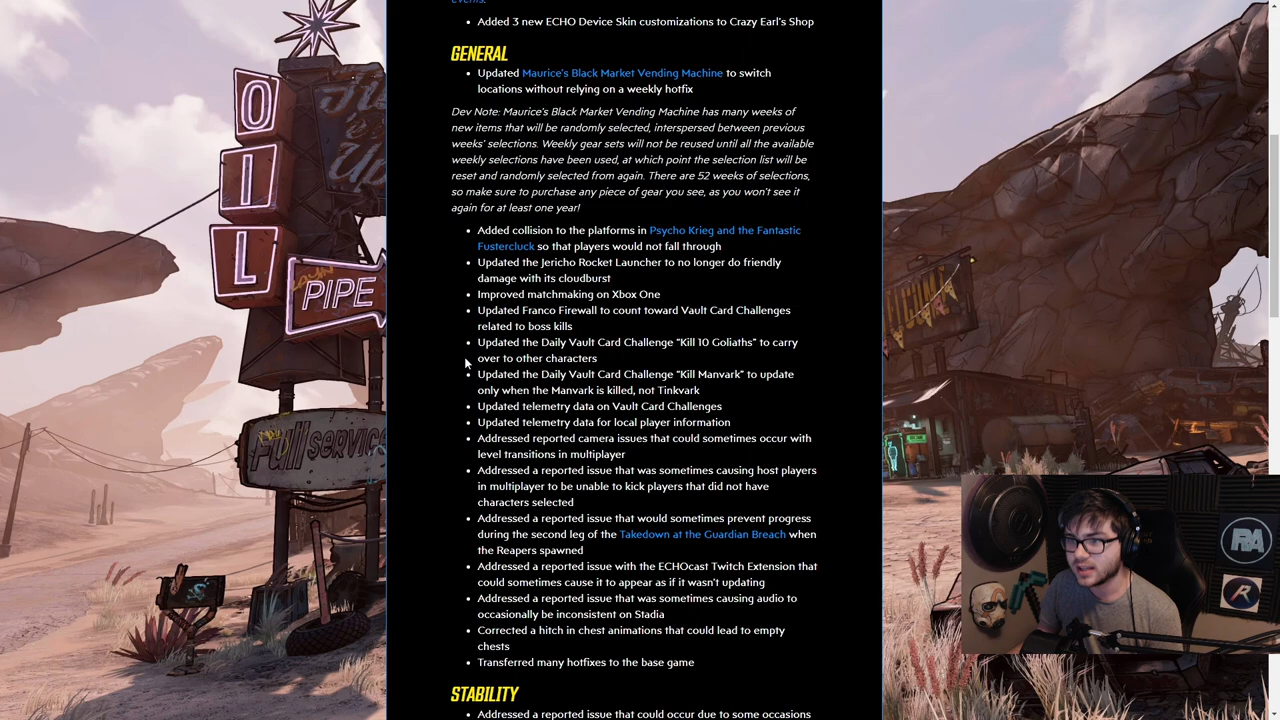 events.
Added 3 new ECHO Device Skin customizations to Crazy Earl's Shop
GENERAL
Updated Maurice's Black Market Vending Machine to switch
locations without relying on a weekly hotfix
Dev Note: Maurice's Black Market Vending Machine has many weeks of
new items that will be randomly selected, interspersed between previous
weeks' selections. Weekly gear sets will not be reused until all the available
weekly selections have been used, at which point the selection list will be
reset and randomly selected from again. There are 52 weeks of selections,
so make sure to purchase any piece of gear you see, as you won't see it
again for at least one year!
Added collision to the platforms in Psycho Krieg and the Fantastic
Fustercluck so that players would not fall through
Updated the Jericho Rocket Launcher to no longer do friendly
damage with its cloudburst
Improved matchmaking on Xbox One
Updated Franco Firewall to count toward Vault Card Challenges
related to boss kills
Updated the Daily Vault Card Challenge “Kill 10 Goliaths” to carry
over to other characters
Updated the Daily Vault Card Challenge “Kill Manvark” to update
only when the Manvark is killed, not Tinkvark
Updated telemetry data on Vault Card Challenges
Updated telemetry data for local player information
Addressed reported camera issues that could sometimes occur with
level transitions in multiplayer
Addressed a reported issue that was sometimes causing host players
in multiplayer to be unable to kick players that did not have
characters selected
Addressed a reported issue that would sometimes prevent progress
during the second leg of the Takedown at the Guardian Breach when
the Reapers spawned
Addressed a reported issue with the ECHOcast Twitch Extension that
could sometimes cause it to appear as if it wasn't updating
Addressed a reported issue that was sometimes causing audio to
occasionally be inconsistent on Stadia
Corrected a hitch in chest animations that could lead to empty
chests
Transferred many hotfixes to the base game
STABILITY
Addressed a reported issue that could occur due to some occasions
OIL
PIPE
Full service
WELCOME
RA
R